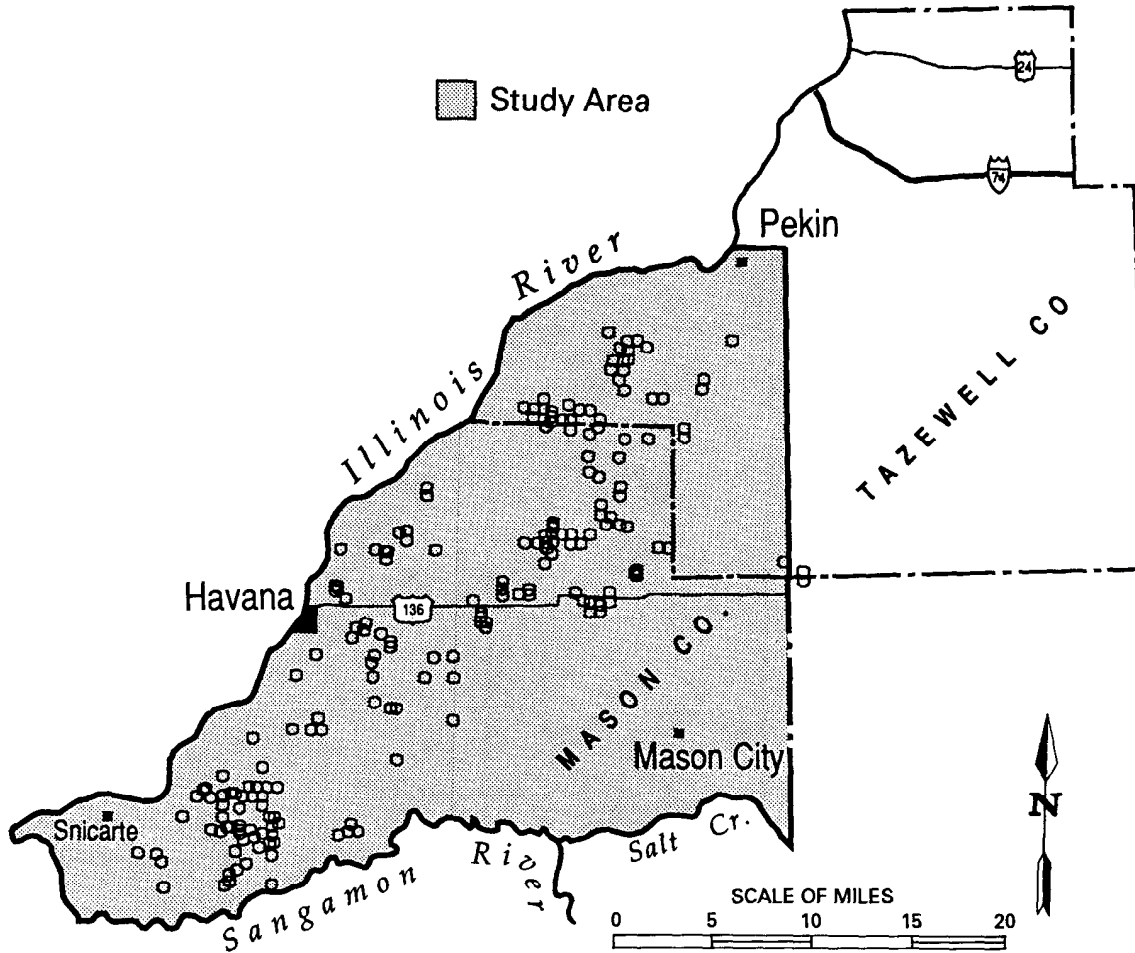 24
Study Area
74
Pekin
Illinois River
TAZEWELL CO
Havana
136
MASON CO.
Mason City
N
Snicarte
Sangamon River
Salt Cr.
SCALE OF MILES
0 5 10 15 20